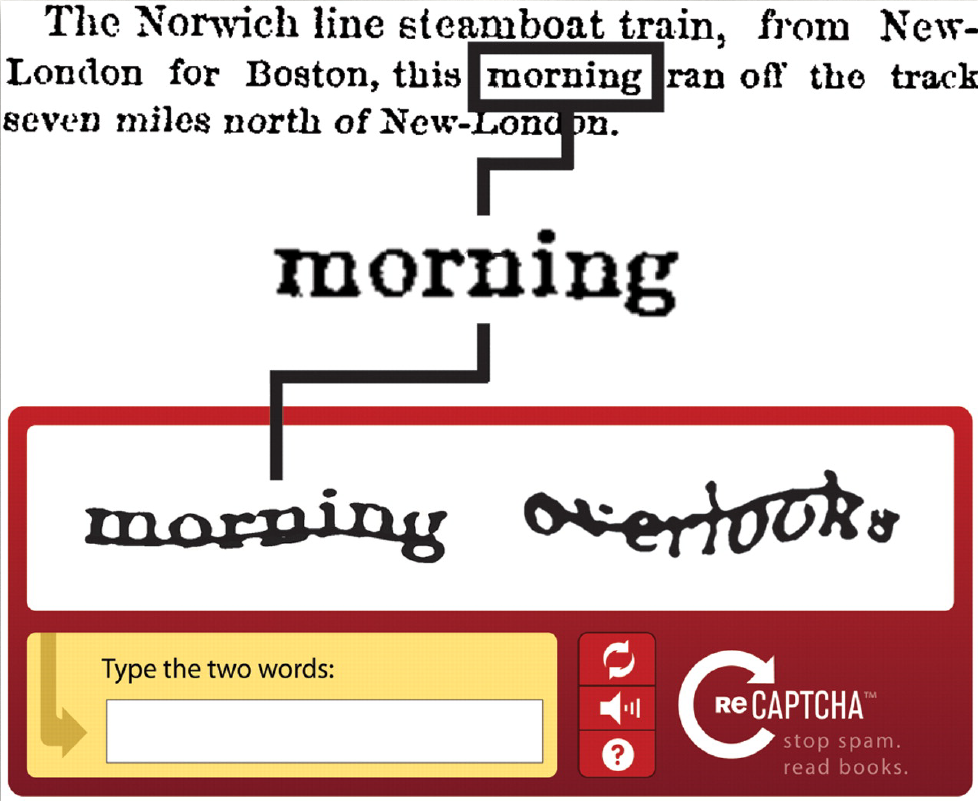 The Norwich line steamboat train, from New-
London for Boston, this morning ran off the track
seven miles north of New-London.
morning
morning overlooks
Type the two words:
?
ReCAPTCHA™
stop spam.
read books.